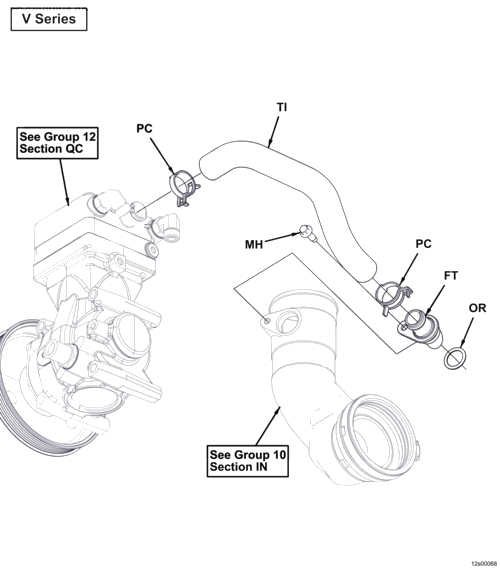 V Series
TI
PC
See Group 12
Section QC
MH
PC
FT
OR
See Group 10
Section IN
12s00068